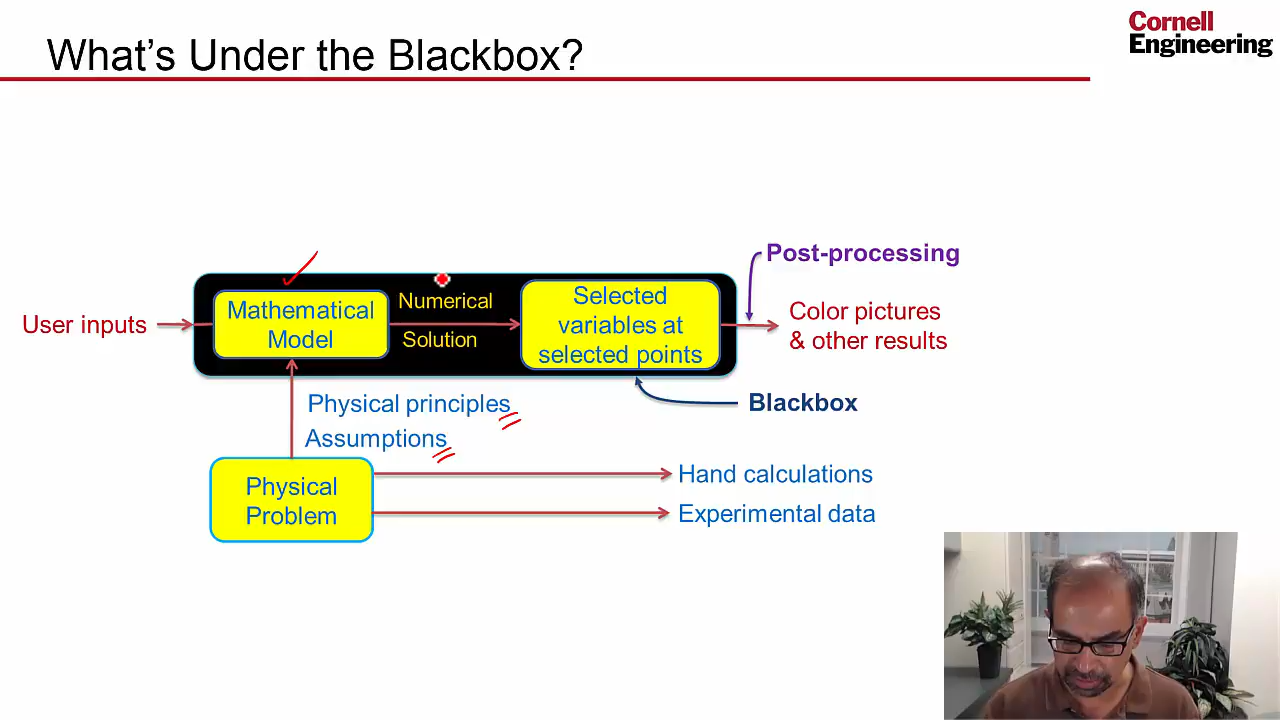 What's Under the Blackbox?
Cornell
Engineering
Post-processing
User inputs
Mathematical
Model
Numerical
Solution
Selected
variables at
selected points
Color pictures
& other results
Physical principles
Assumptions
Blackbox
Physical
Problem
Hand calculations
Experimental data